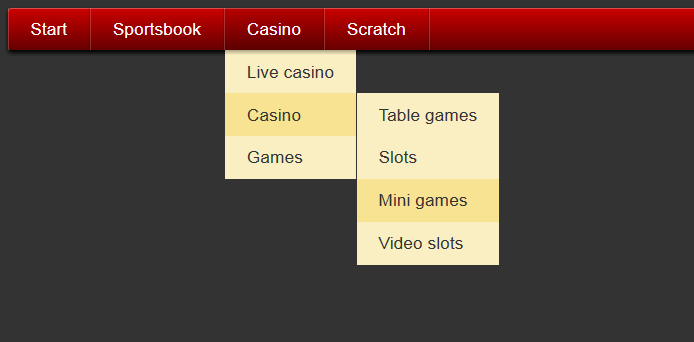 Start Sportsbook Casino Scratch
Live casino
Casino
Games
Table games
Slots
Mini games
Video slots